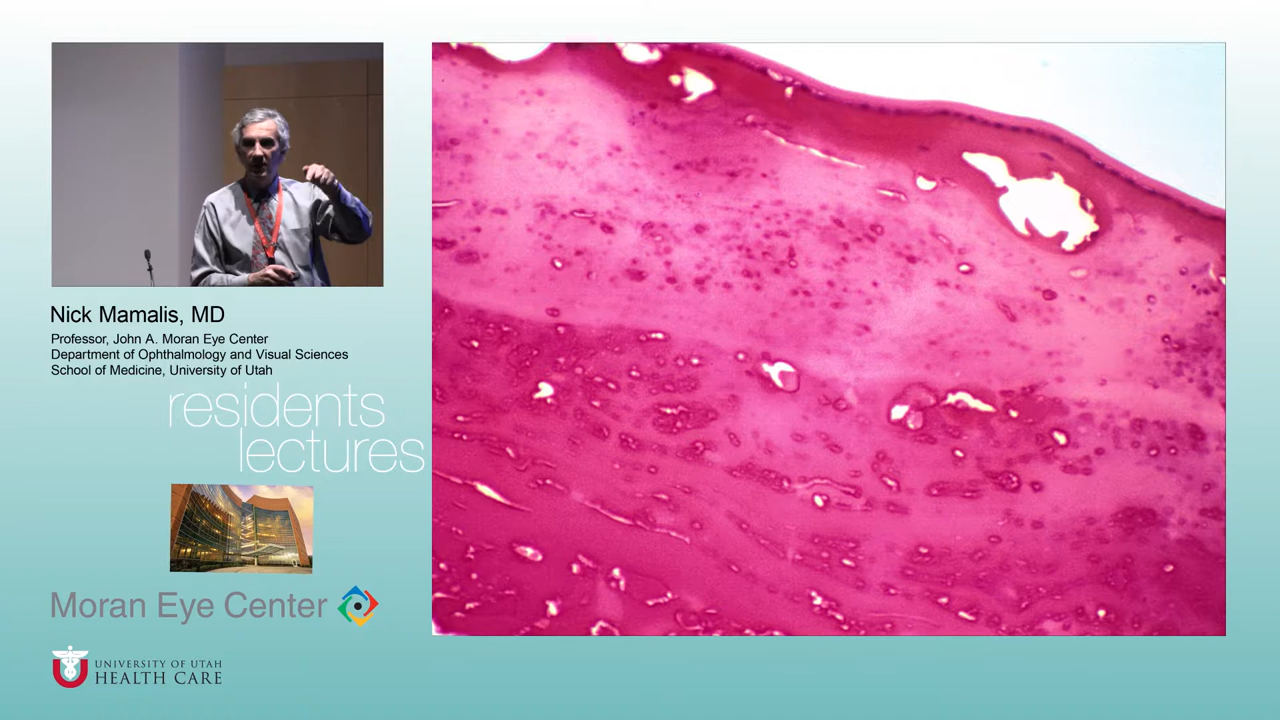 Nick Mamalis, MD
Professor, John A. Moran Eye Center
Department of Ophthalmology and Visual Sciences
School of Medicine, University of Utah
residents
lectures
Moran Eye Center
UNIVERSITY OF UTAH
HEALTH CARE